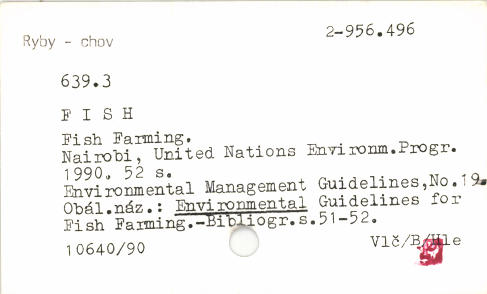 Ryby - chov
2-956.496
639.3
F I S H
Fish Farming.
Nairobi, United Nations Environm.Progr.
1990, 52 s.
Environmental Management Guidelines,No.19.
Obál.náz.: Environmental Guidelines for
Fish Farming.-Bibliogr.s.51-52.
10640/90
Vlč/B/Hle